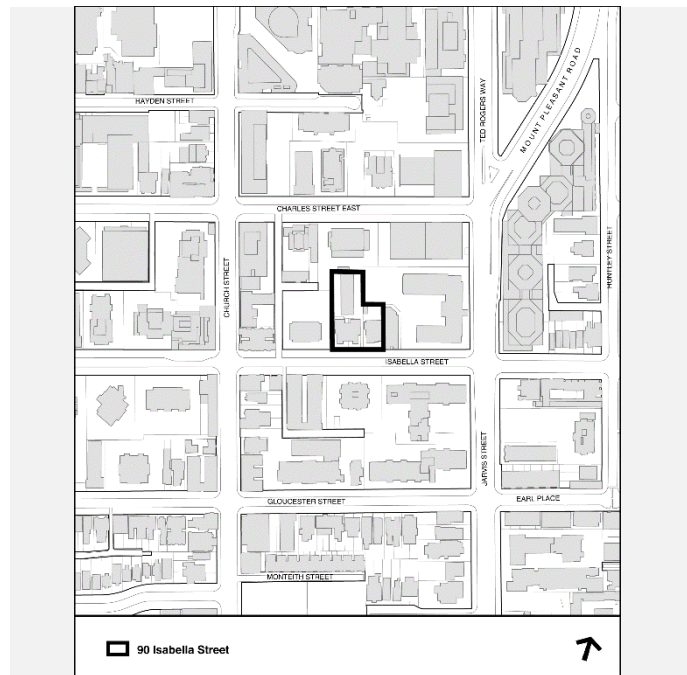 HAYDEN STREET
TED ROGERS WAY
MOUNT PLEASANT ROAD
CHARLES STREET EAST
CHURCH STREET
HUNTLEY STREET
ISABELLA STREET
JARVIS STREET
GLOUCESTER STREET
EARL PLACE
MONTEITH STREET
90 Isabella Street